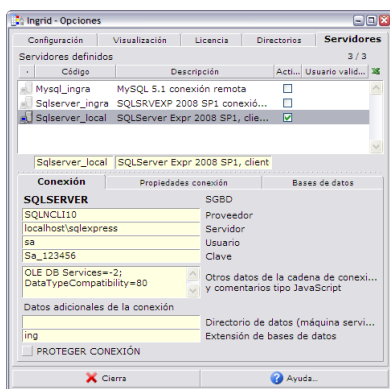 Ingrid - Opciones
Configuración Visualización Licencia Directorios Servidores
Servidores definidos 3 / 3
Código Descripción Acti... Usuario valid...
Mysql_ingra MySQL 5.1 conexión remota
Sqlserver_ingra SQLSRVEXP 2008 SP1 conexió...
Sqlserver_local SQLServer Expr 2008 SP1, clie...
Sqlserver_local SQLServer Expr 2008 SP1, client
Conexión Propiedades conexión Bases de datos
SQLSERVER SGBD
SQLNCLI10 Proveedor
localhost\sqlexpress Servidor
sa Usuario
Sa_123456 Clave
OLE DB Services=-2; Otros datos de la cadena de conexi...
DataTypeCompatibility=80 y comentarios tipo JavaScript
Datos adicionales de la conexión
Directorio de datos (máquina servi...
ing Extensión de bases de datos
PROTEGER CONEXIÓN
Cierra Ayuda...